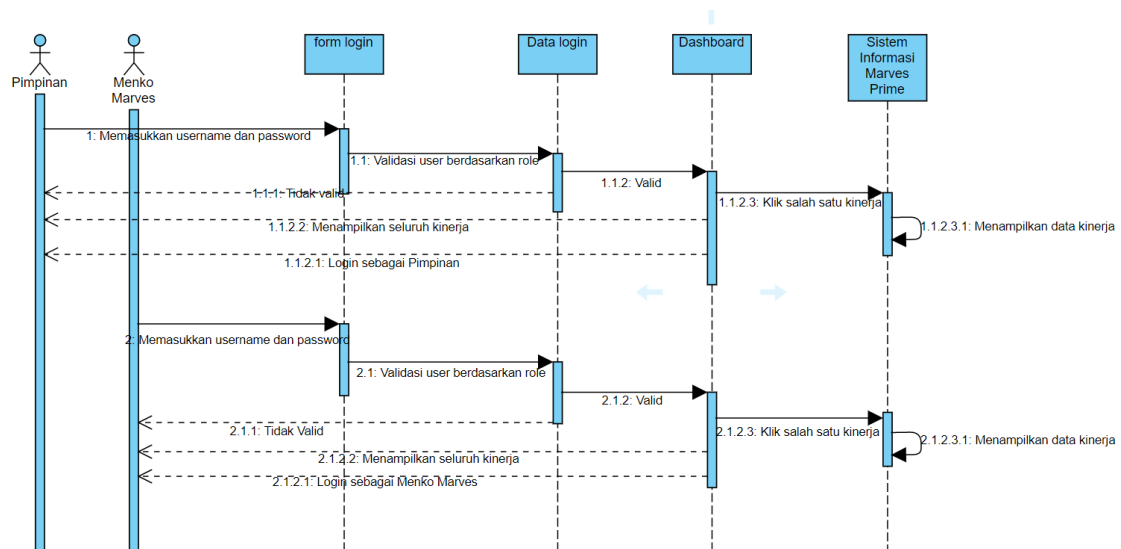 Pimpinan
Menko
Marves
form login
Data login
Dashboard
Sistem
Informasi
Marves
Prime
1: Memasukkan username dan password
1.1: Validasi user berdasarkan role
1.1.2: Valid
1.1.1: Tidak valid
1.1.2.3: Klik salah satu kinerja
1.1.2.2: Menampilkan seluruh kinerja
1.1.2.3.1: Menampilkan data kinerja
1.1.2.1: Login sebagai Pimpinan
2: Memasukkan username dan password
2.1: Validasi user berdasarkan role
2.1.2: Valid
2.1.1: Tidak Valid
2.1.2.3: Klik salah satu kinerja
2.1.2.3.1: Menampilkan data kinerja
2.1.2.2: Menampilkan seluruh kinerja
2.1.2.1: Login sebagai Menko Marves